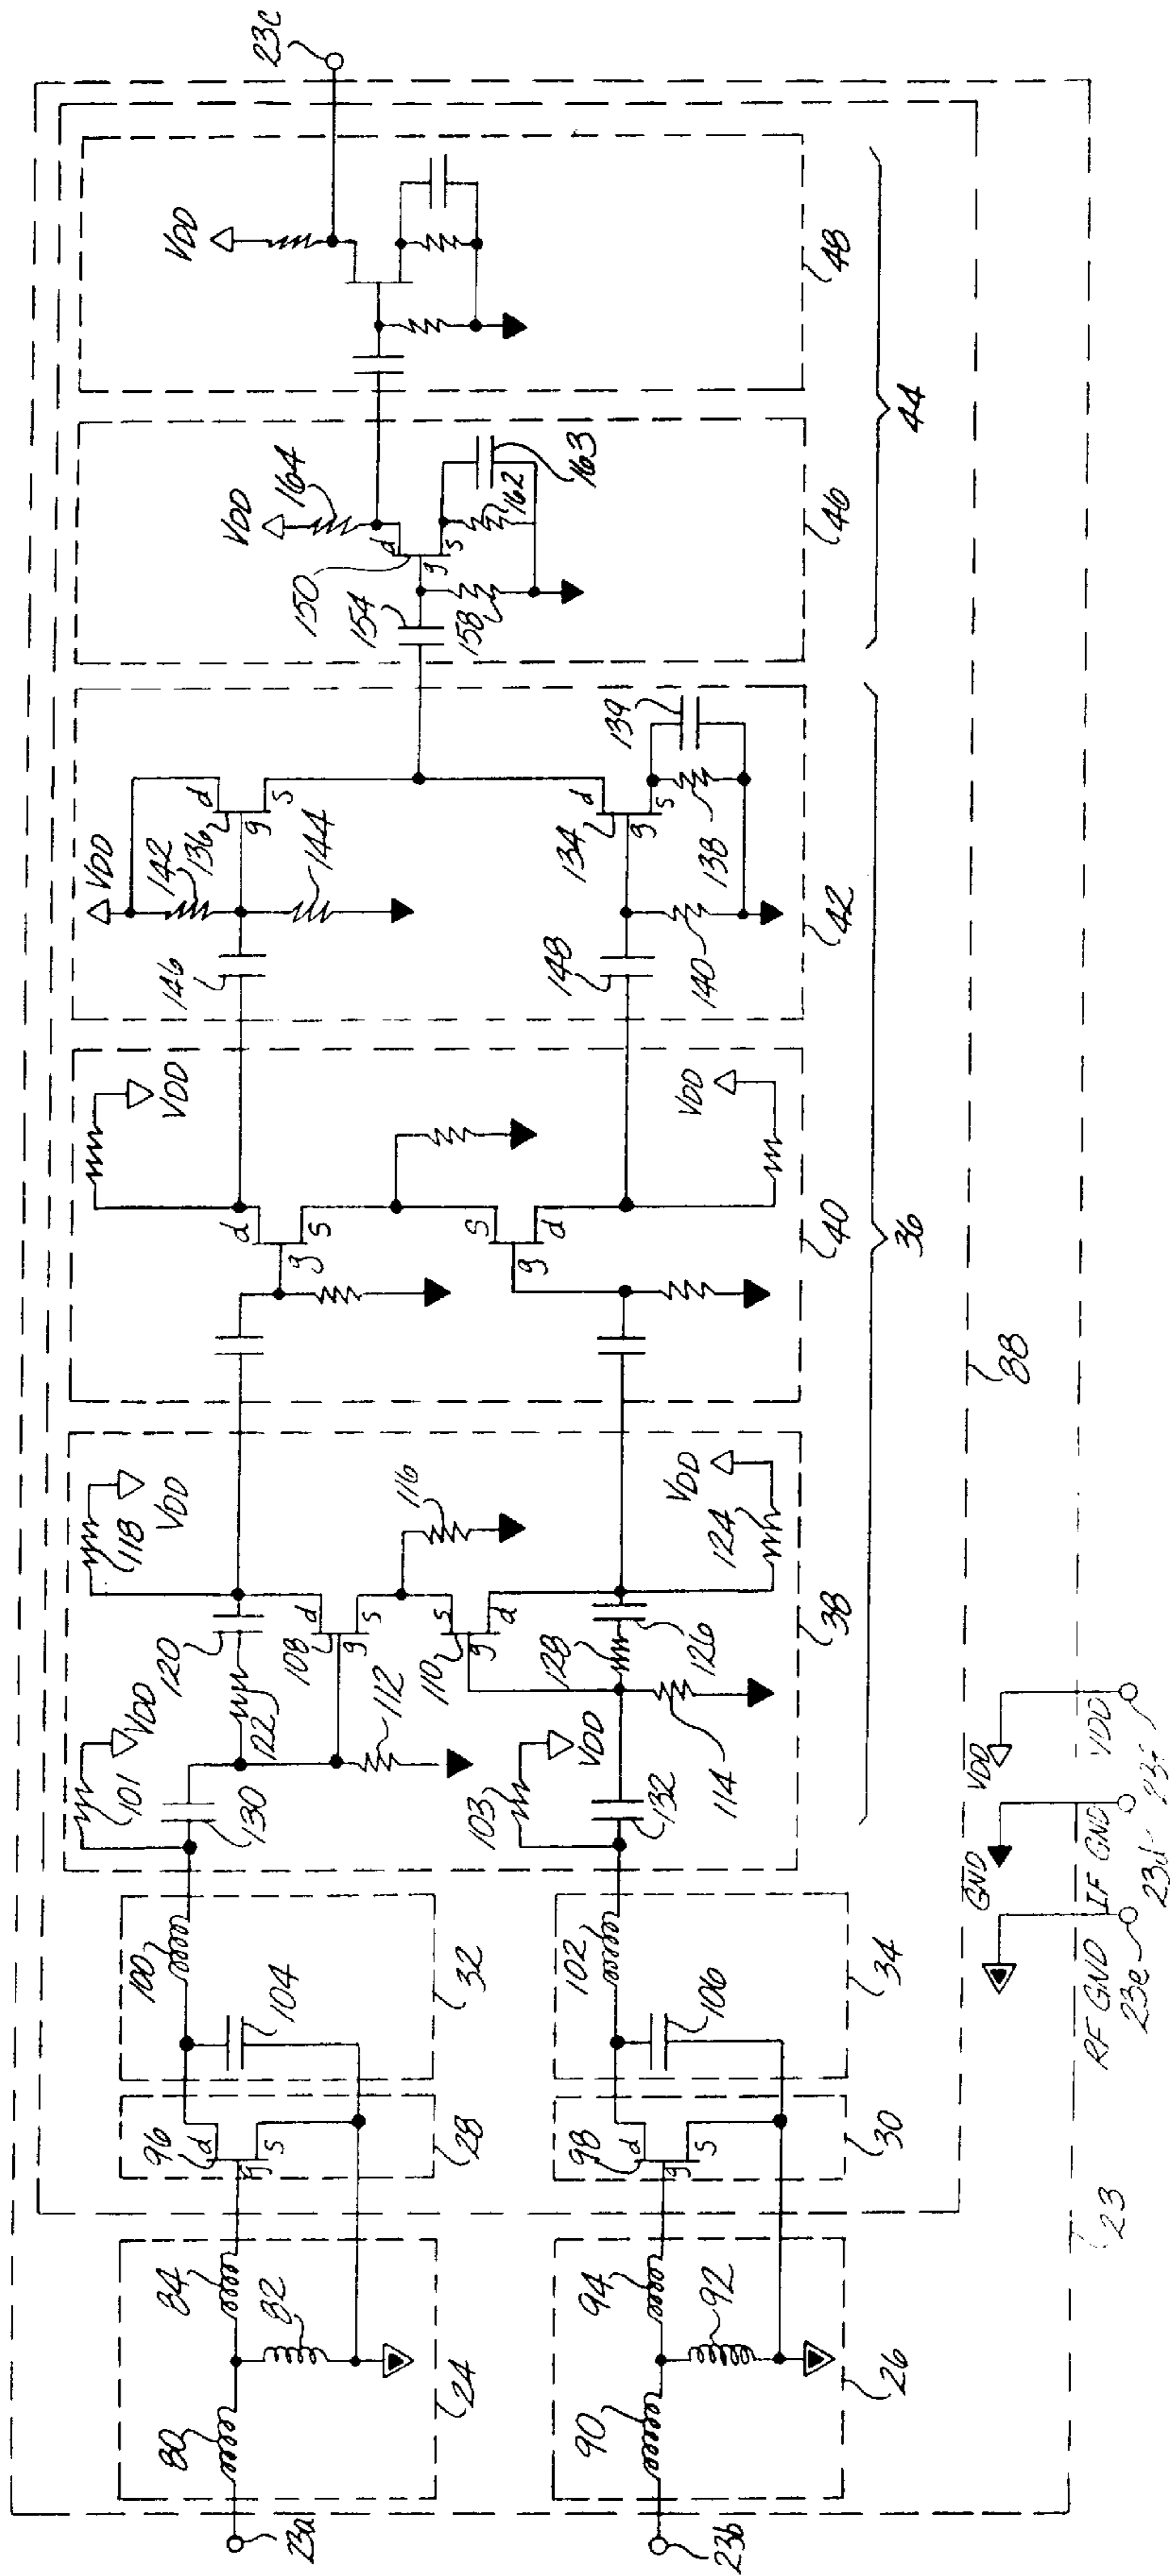 23a
80
84
82
24
96
d
g
s
28
100
104
32
101
VDD
130
122
120
118
VDD
108
d
g
s
112
116
110
s
g
d
103
VDD
132
128
126
114
124
VDD
38
23b
90
94
92
26
98
d
g
s
30
102
106
34
VDD
d
g
s
s
g
d
VDD
40
36
146
VDD
142
136
d
g
s
144
148
134
d
g
s
139
138
140
42
154
150
VDD
164
d
g
s
158
162
163
46
VDD
23c
48
44
88
23
RF GND
23e
GND
IF GND
23d
VDD
VDD
23f